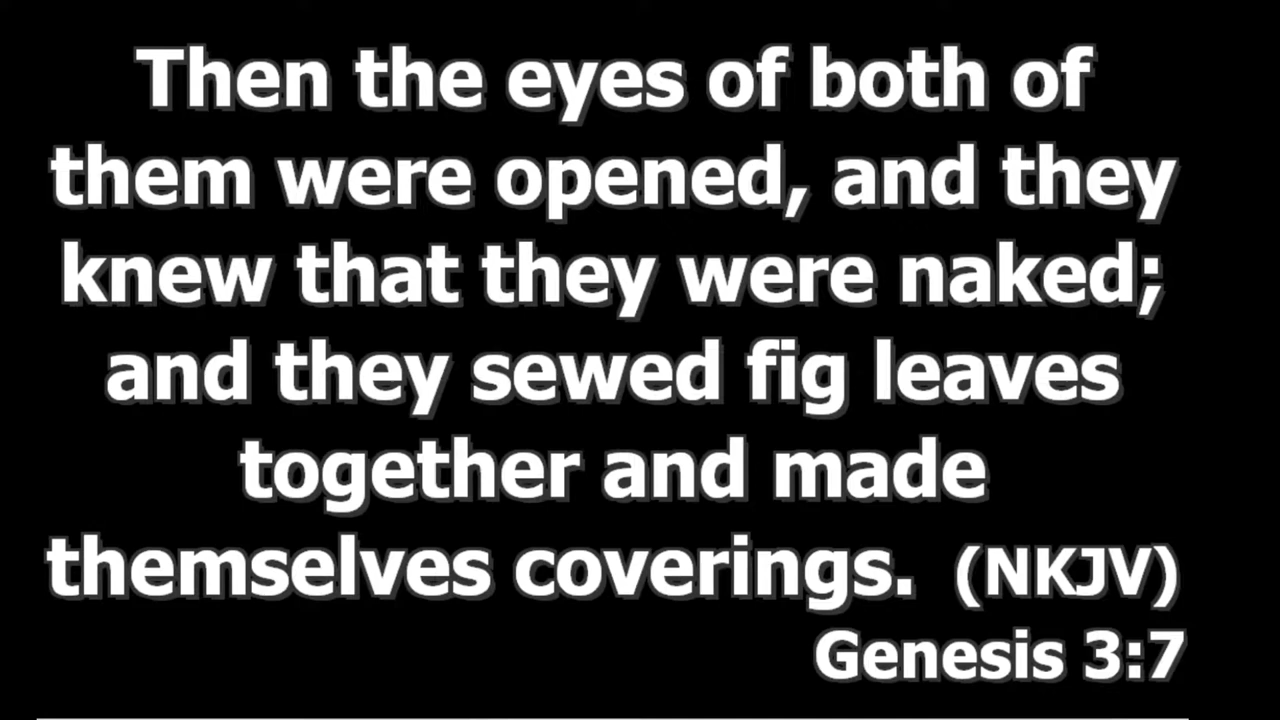 Then the eyes of both of
them were opened, and they
knew that they were naked;
and they sewed fig leaves
together and made
themselves coverings. (NKJV)
Genesis 3:7